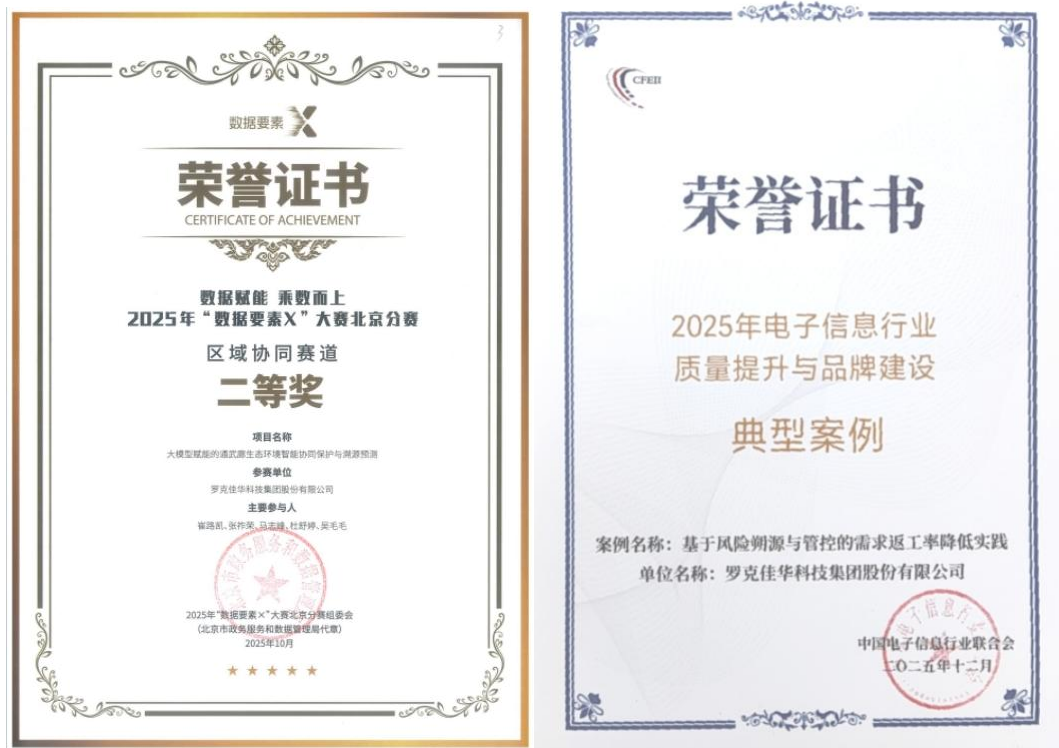 3
数据要素X
荣誉证书
CERTIFICATE OF ACHIEVEMENT
数据赋能 乘数而上
2025年“数据要素X”大赛北京分赛
区域协同赛道
二等奖
项目名称
大模型赋能的通武廊生态环境智能协同保护与溯源预测
参赛单位
罗克佳华科技集团股份有限公司
主要参与人
崔路凯、张祚荣、马志峰、杜舒婷、吴毛毛
2025年“数据要素×”大赛北京分赛组委会
(北京市政务服务和数据管理局代章)
2025年10月
CFEII
荣誉证书
2025年电子信息行业
质量提升与品牌建设
典型案例
案例名称：基于风险朔源与管控的需求返工率降低实践
单位名称：罗克佳华科技集团股份有限公司
中国电子信息行业联合会
二〇二五年十二月